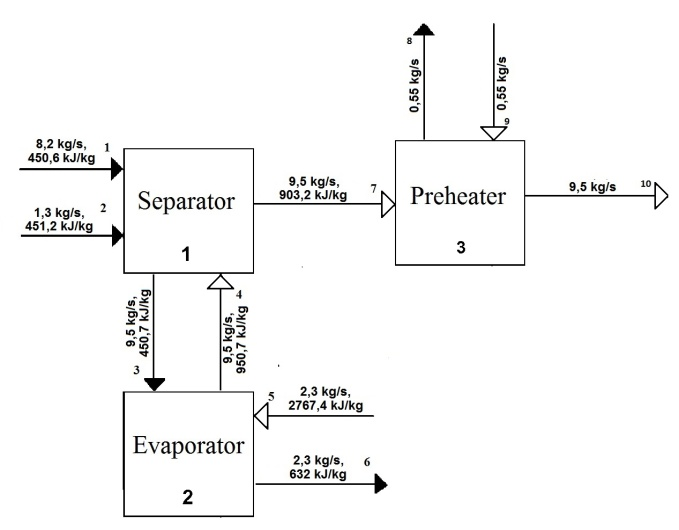 8
0,55 kg/s
0,55 kg/s
9
8,2 kg/s,
450,6 kJ/kg
1
1,3 kg/s,
451,2 kJ/kg
2
Separator
1
9,5 kg/s,
903,2 kJ/kg
7
Preheater
3
9,5 kg/s
10
9,5 kg/s,
450,7 kJ/kg
3
9,5 kg/s,
950,7 kJ/kg
4
Evaporator
2
5
2,3 kg/s,
2767,4 kJ/kg
2,3 kg/s,
632 kJ/kg
6